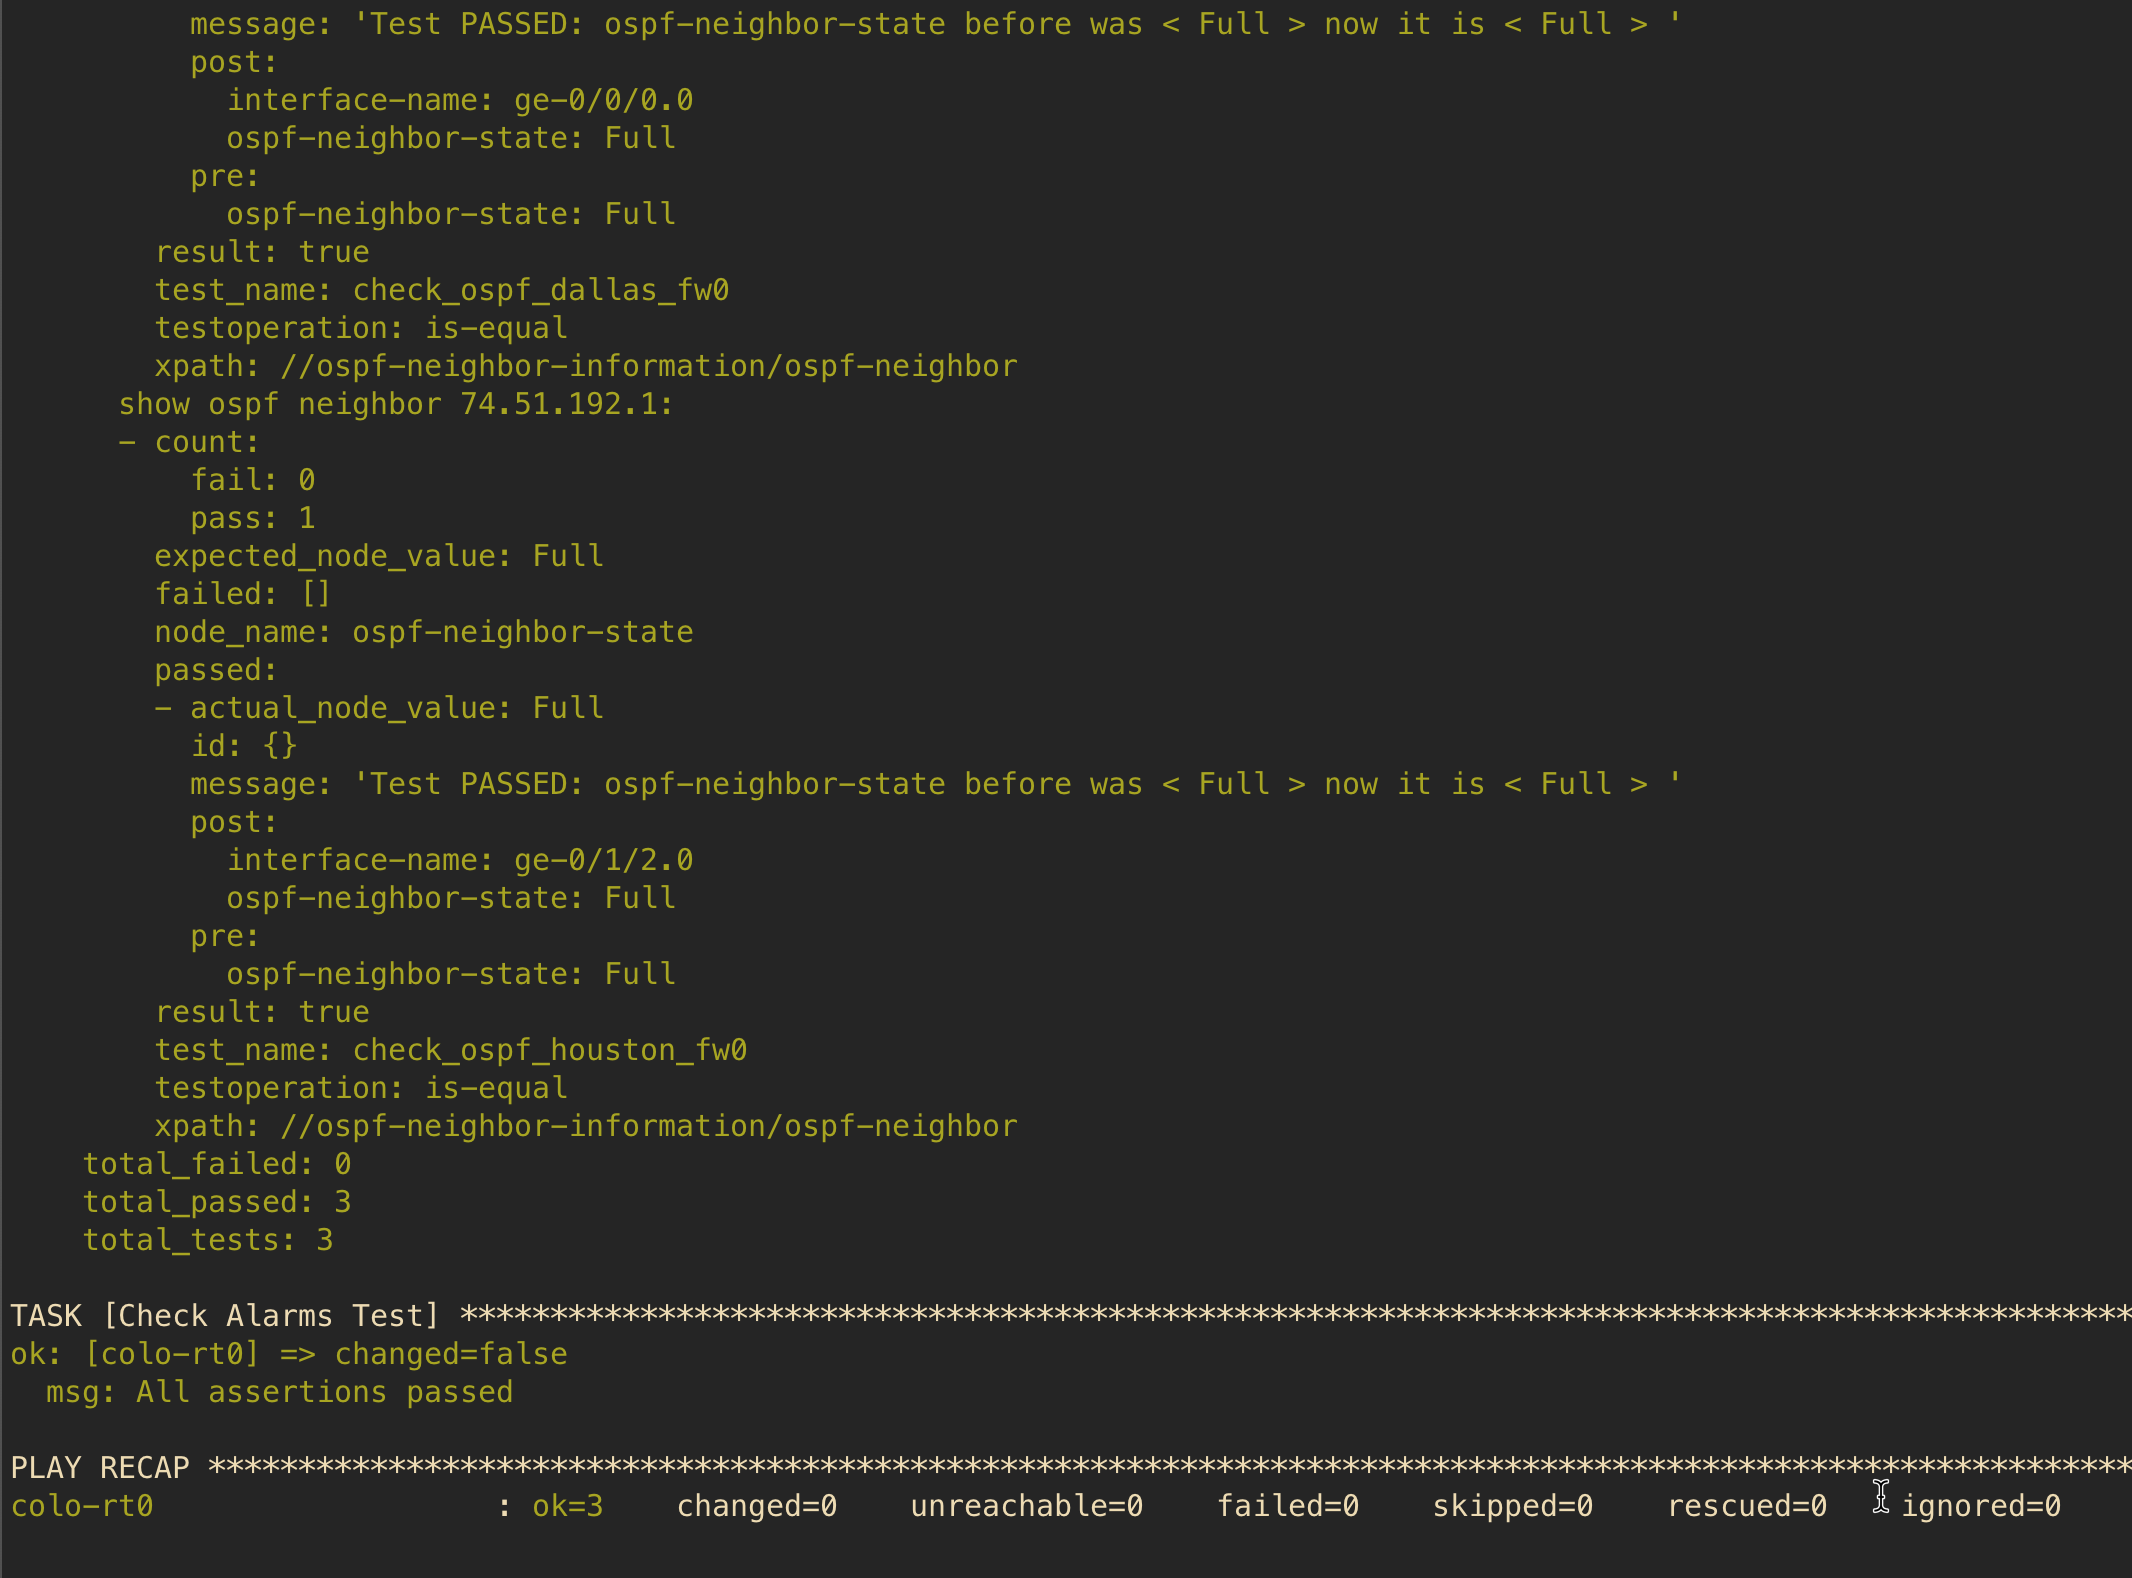 message: 'Test PASSED: ospf-neighbor-state before was < Full > now it is < Full > '
post:
interface-name: ge-0/0/0.0
ospf-neighbor-state: Full
pre:
ospf-neighbor-state: Full
result: true
test_name: check_ospf_dallas_fw0
testoperation: is-equal
xpath: //ospf-neighbor-information/ospf-neighbor
show ospf neighbor 74.51.192.1:
- count:
fail: 0
pass: 1
expected_node_value: Full
failed: []
node_name: ospf-neighbor-state
passed:
- actual_node_value: Full
id: {}
message: 'Test PASSED: ospf-neighbor-state before was < Full > now it is < Full > '
post:
interface-name: ge-0/1/2.0
ospf-neighbor-state: Full
pre:
ospf-neighbor-state: Full
result: true
test_name: check_ospf_houston_fw0
testoperation: is-equal
xpath: //ospf-neighbor-information/ospf-neighbor
total_failed: 0
total_passed: 3
total_tests: 3
TASK [Check Alarms Test] *********************************************************************************************
ok: [colo-rt0] => changed=false
msg: All assertions passed
PLAY RECAP ***********************************************************************************************************
colo-rt0 : ok=3 changed=0 unreachable=0 failed=0 skipped=0 rescued=0 ignored=0